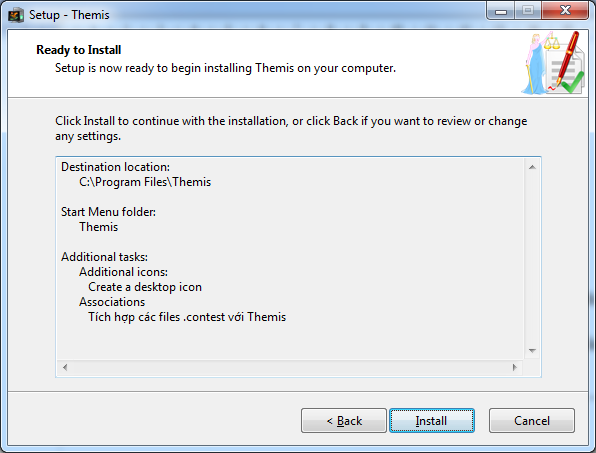 Setup - Themis
Ready to Install
Setup is now ready to begin installing Themis on your computer.
Click Install to continue with the installation, or click Back if you want to review or change
any settings.
Destination location:
C:\Program Files\Themis
Start Menu folder:
Themis
Additional tasks:
Additional icons:
Create a desktop icon
Associations
Tích hợp các files .contest với Themis
< Back
Install
Cancel